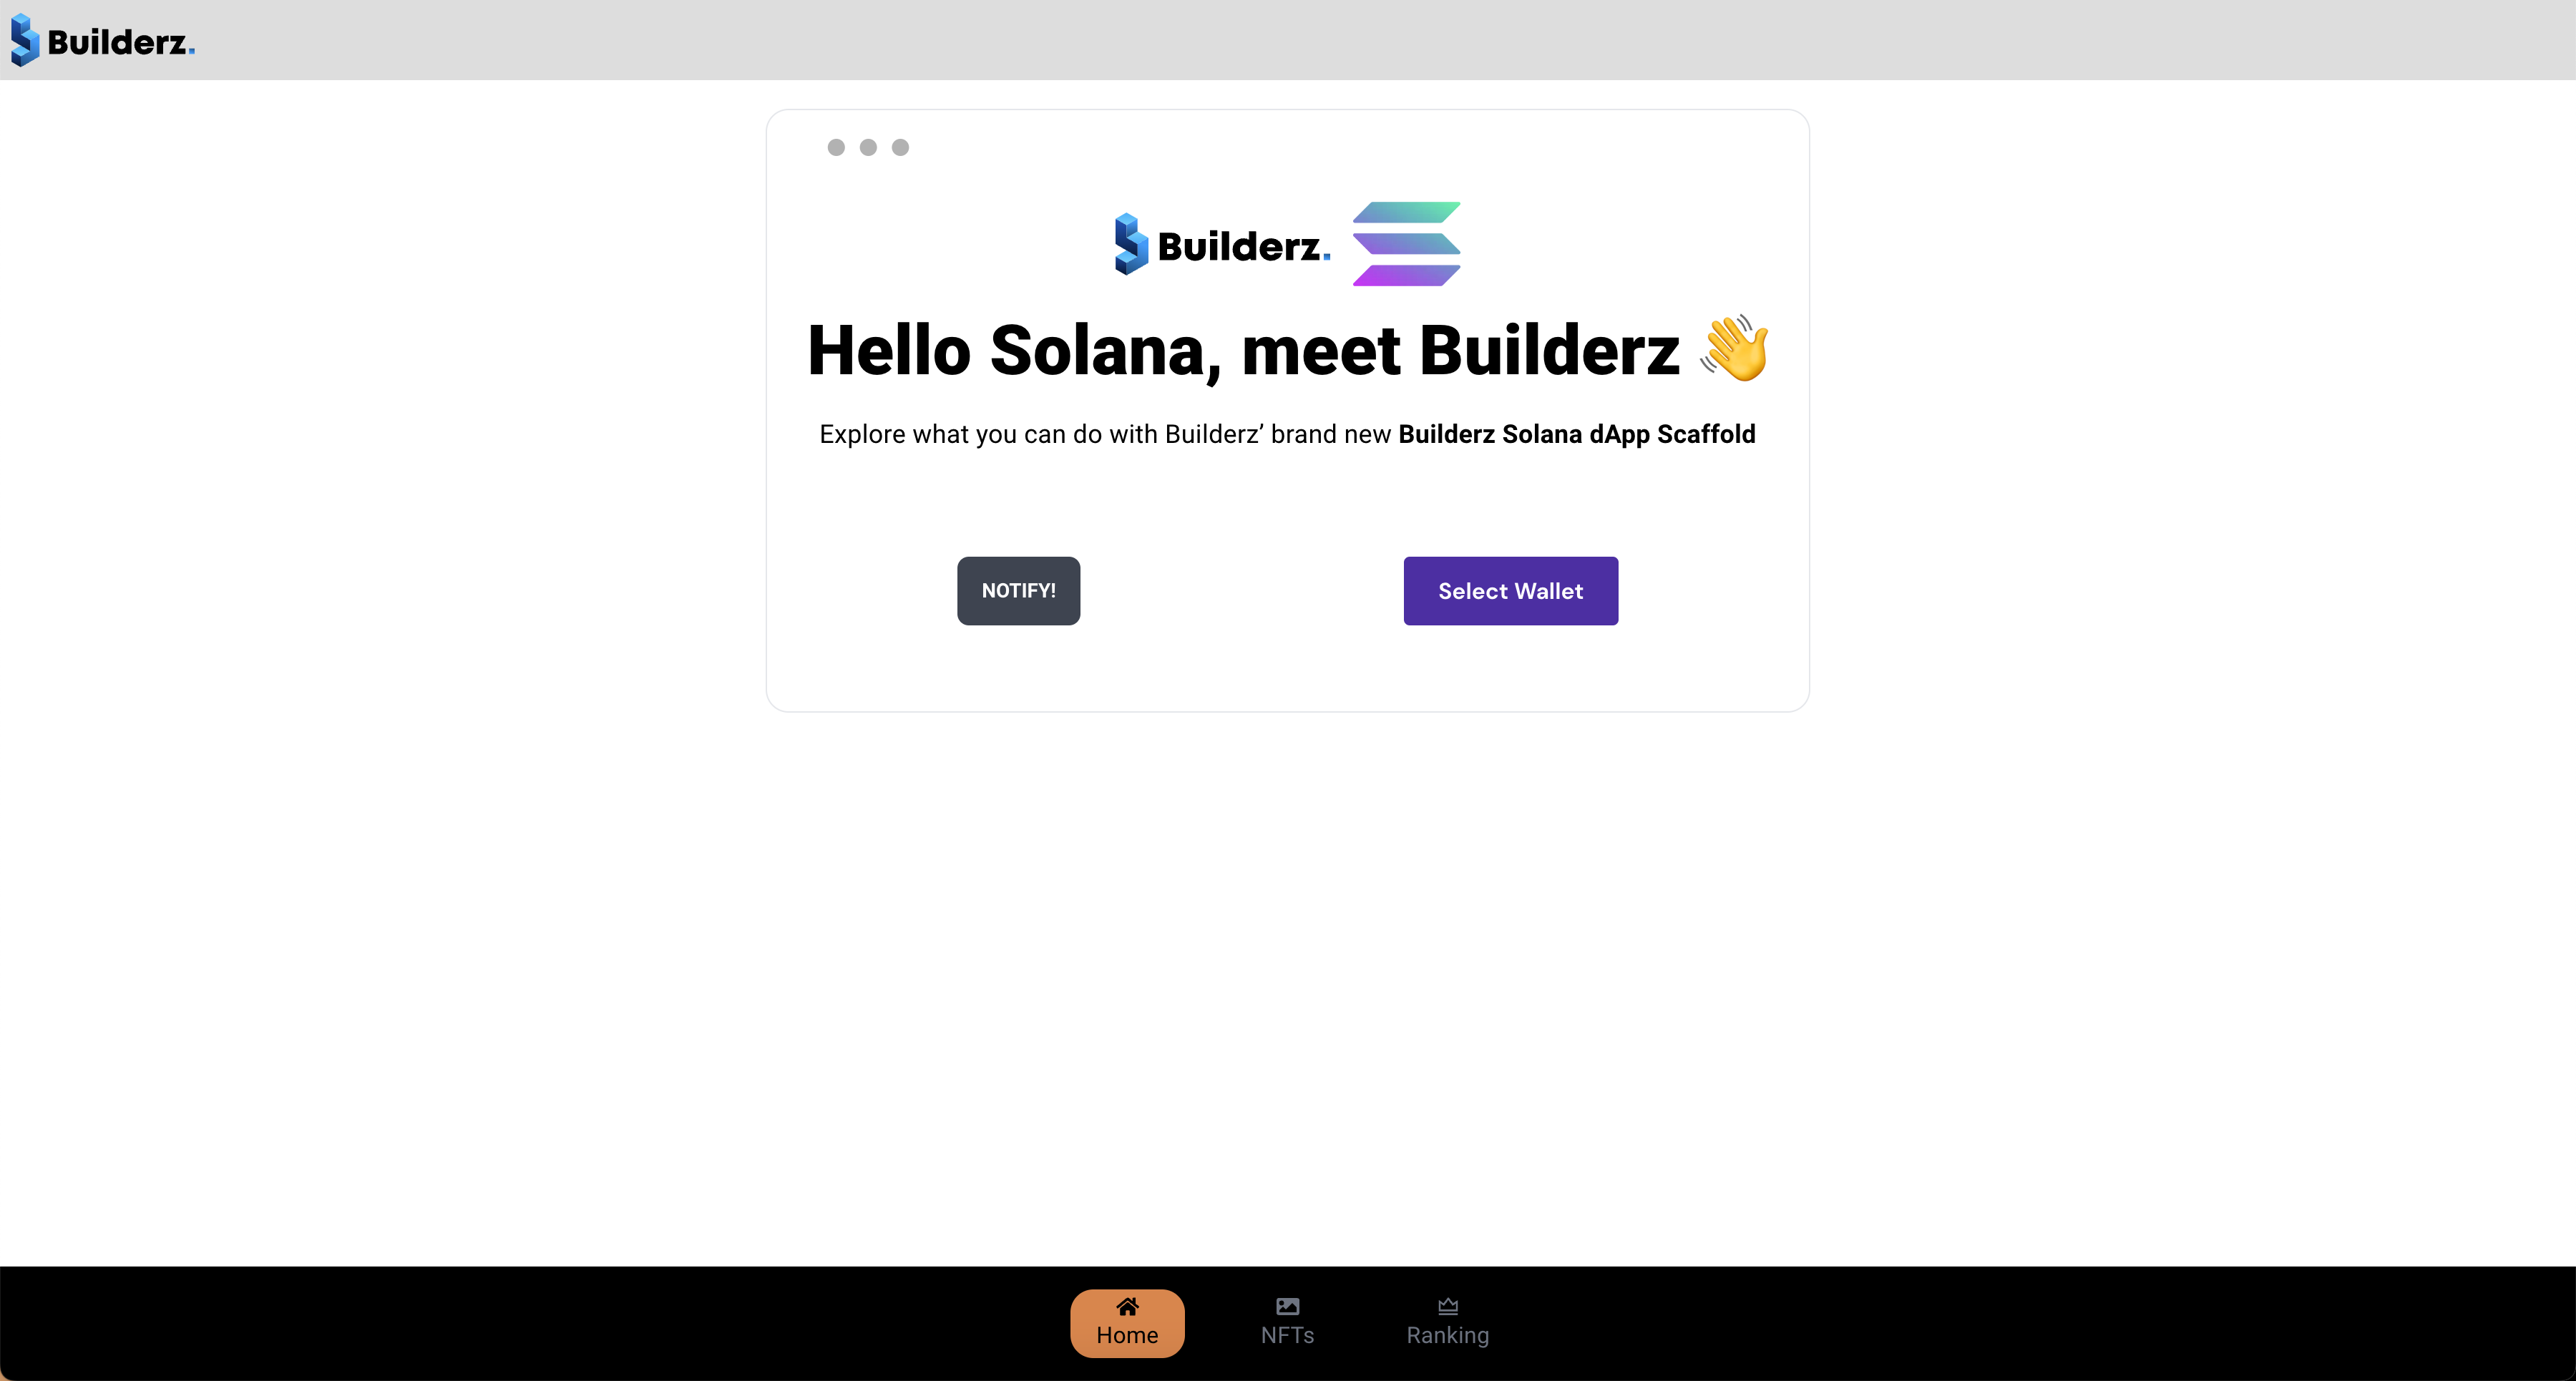 Builderz.
Builderz.
Hello Solana, meet Builderz 👋
Explore what you can do with Builderz’ brand new Builderz Solana dApp Scaffold
NOTIFY!
Select Wallet
Home
NFTs
Ranking